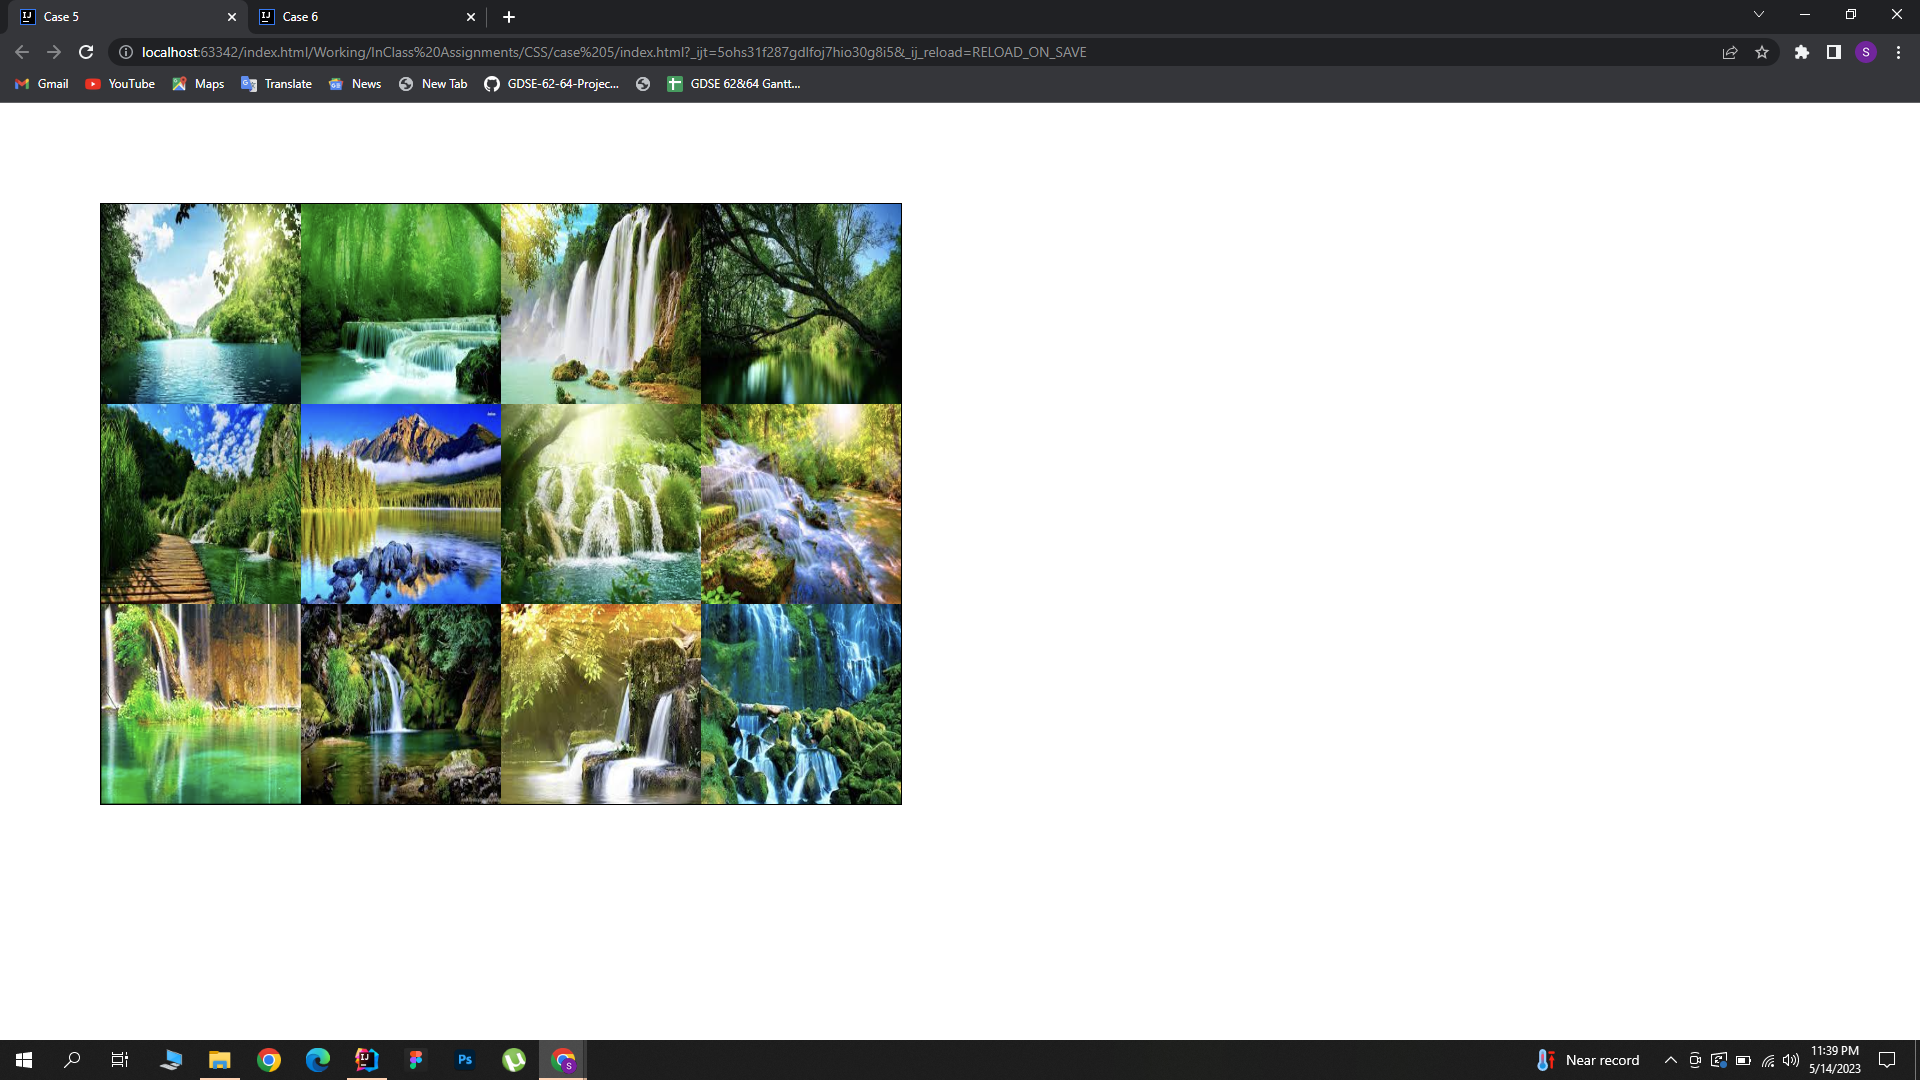 Case 5
Case 6
localhost:63342/index.html/Working/InClass%20Assignments/CSS/case%205/index.html?_ijt=5ohs31f287gdlfoj7hio30g8i5&_ij_reload=RELOAD_ON_SAVE
S
Gmail YouTube Maps Translate News New Tab GDSE-62-64-Projec... GDSE 62&64 Gantt...
IJ
Ps
S
Near record
11:39 PM
5/14/2023